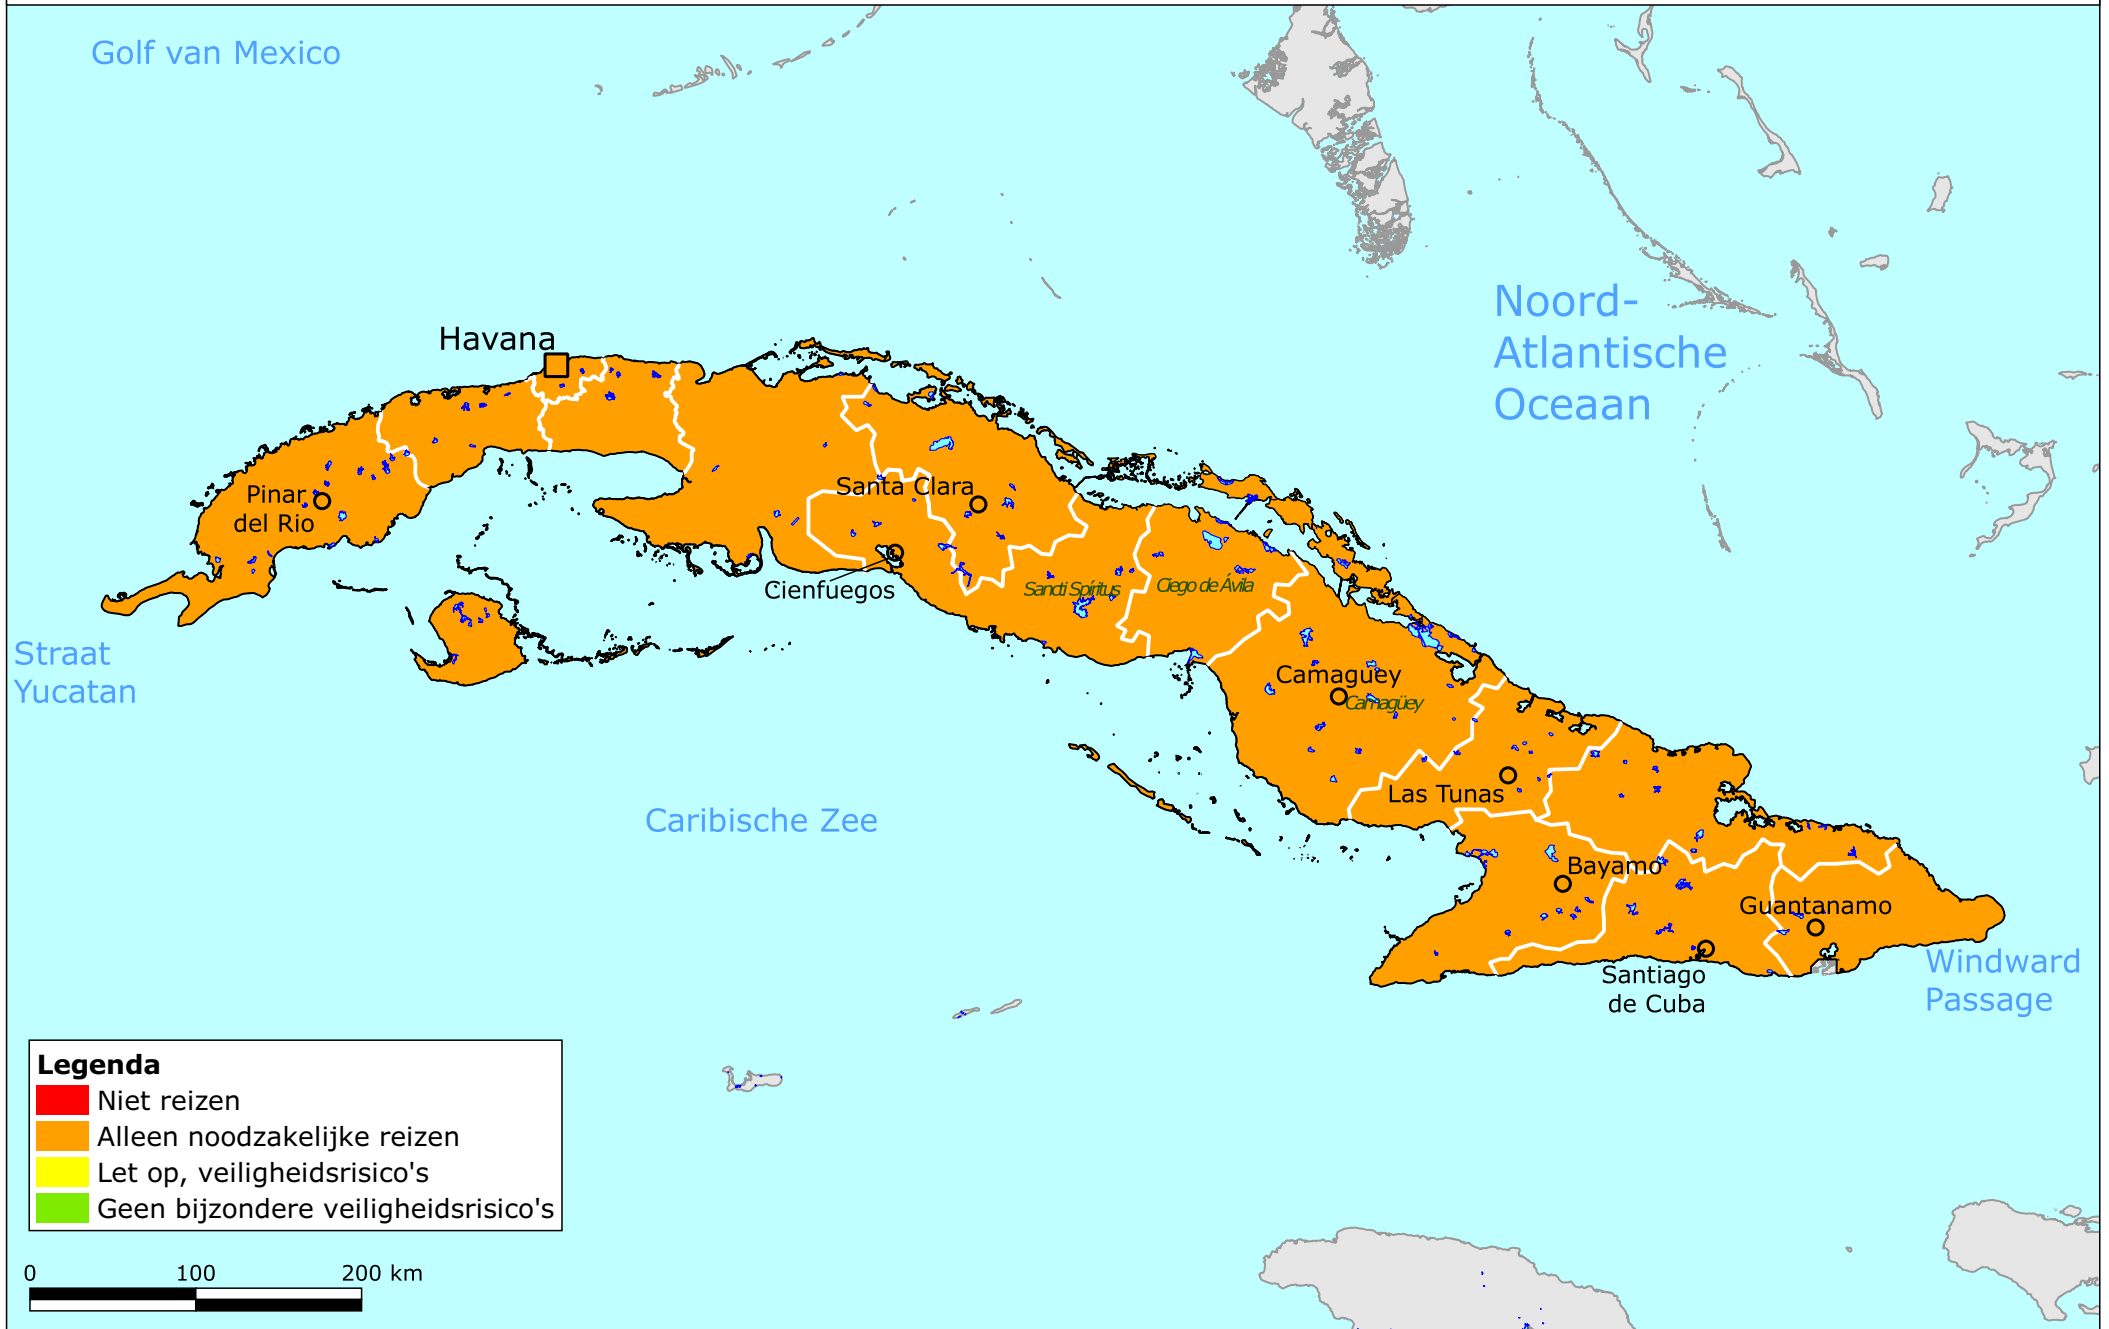 Golf van Mexico
Noord-
Atlantische
Oceaan
Havana
Pinar
del Rio
Santa Clara
Cienfuegos
Sancti Spíritus
Ciego de Ávila
Straat
Yucatan
Camaguey
Camagüey
Las Tunas
Caribische Zee
Bayamo
Guantanamo
Santiago
de Cuba
Windward
Passage
Legenda
Niet reizen
Alleen noodzakelijke reizen
Let op, veiligheidsrisico's
Geen bijzondere veiligheidsrisico's
0 100 200 km